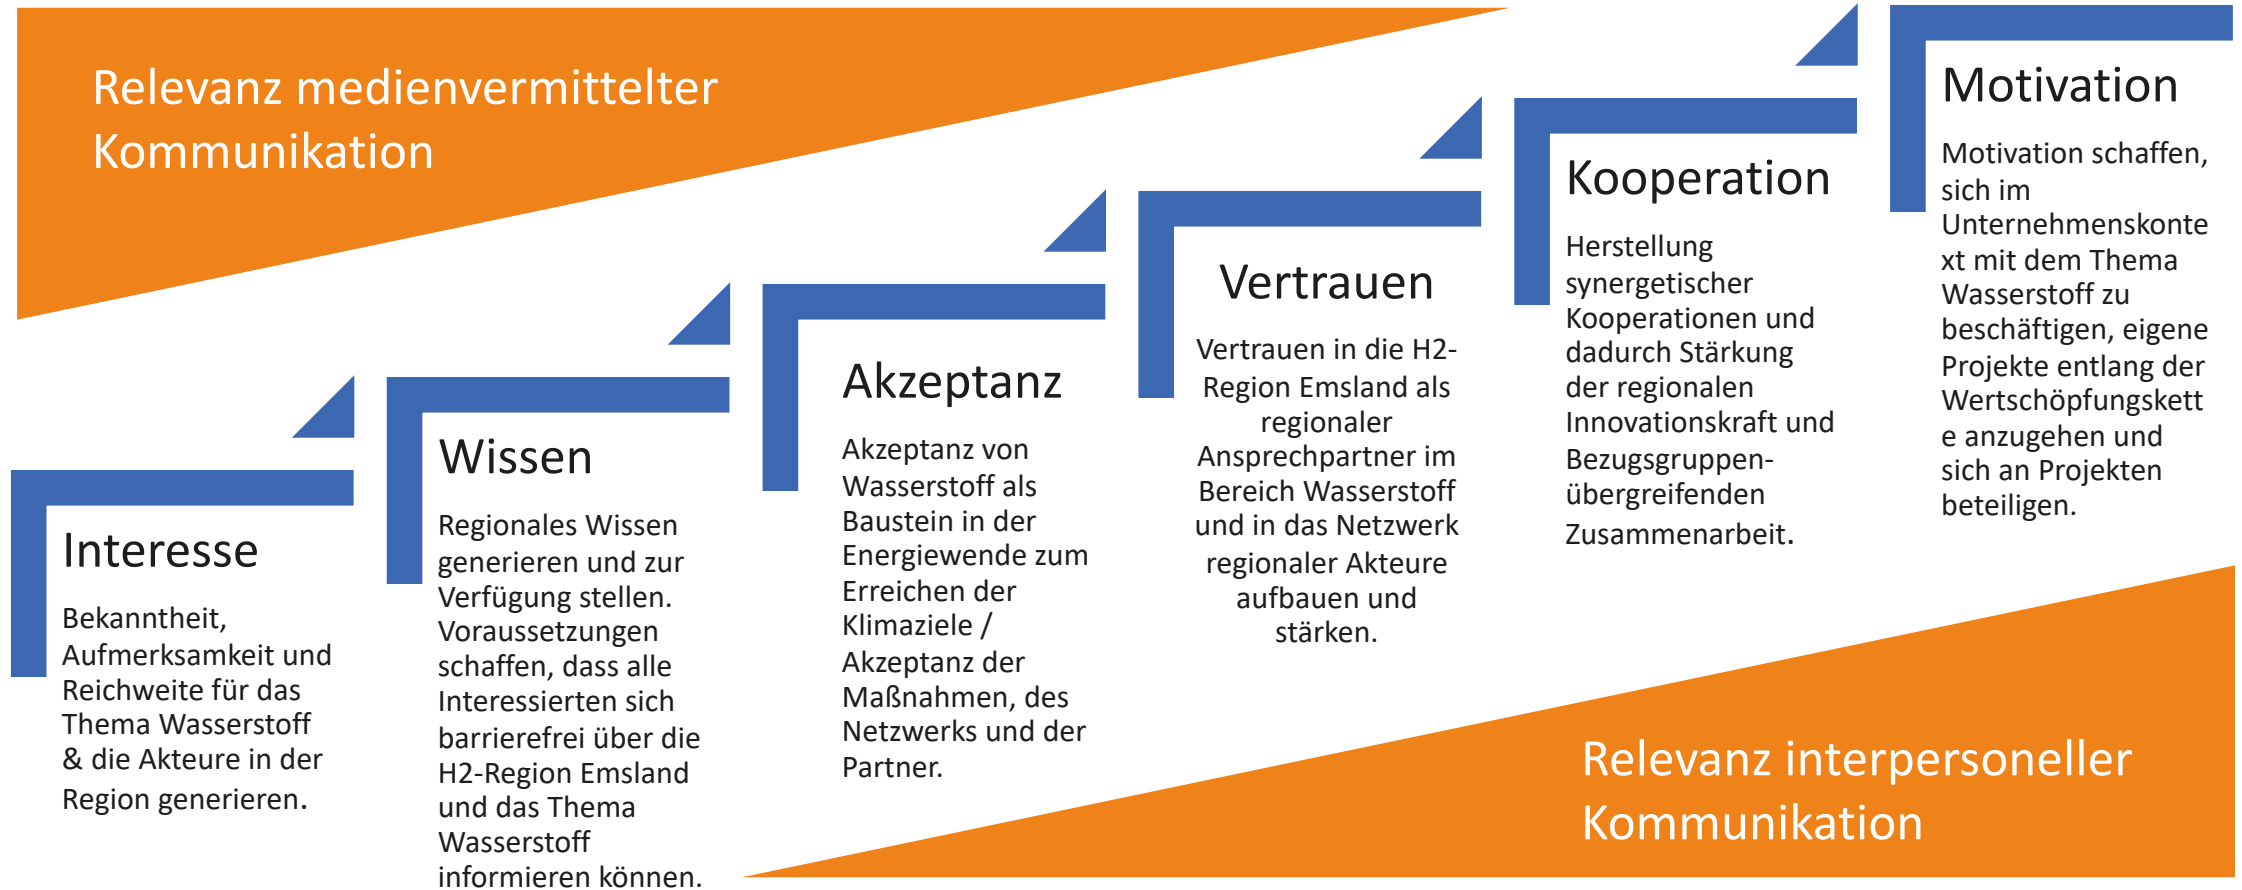 Relevanz medienvermittelter
Kommunikation
Interesse
Bekanntheit,
Aufmerksamkeit und
Reichweite für das
Thema Wasserstoff
& die Akteure in der
Region generieren.
Wissen
Regionales Wissen
generieren und zur
Verfügung stellen.
Voraussetzungen
schaffen, dass alle
Interessierten sich
barrierefrei über die
H2-Region Emsland
und das Thema
Wasserstoff
informieren können.
Akzeptanz
Akzeptanz von
Wasserstoff als
Baustein in der
Energiewende zum
Erreichen der
Klimaziele /
Akzeptanz der
Maßnahmen, des
Netzwerks und der
Partner.
Vertrauen
Vertrauen in die H2-
Region Emsland als
regionaler
Ansprechpartner im
Bereich Wasserstoff
und in das Netzwerk
regionaler Akteure
aufbauen und
stärken.
Kooperation
Herstellung
synergetischer
Kooperationen und
dadurch Stärkung
der regionalen
Innovationskraft und
Bezugsgruppen-
übergreifenden
Zusammenarbeit.
Motivation
Motivation schaffen,
sich im
Unternehmenskonte
xt mit dem Thema
Wasserstoff zu
beschäftigen, eigene
Projekte entlang der
Wertschöpfungskett
e anzugehen und
sich an Projekten
beteiligen.
Relevanz interpersoneller
Kommunikation